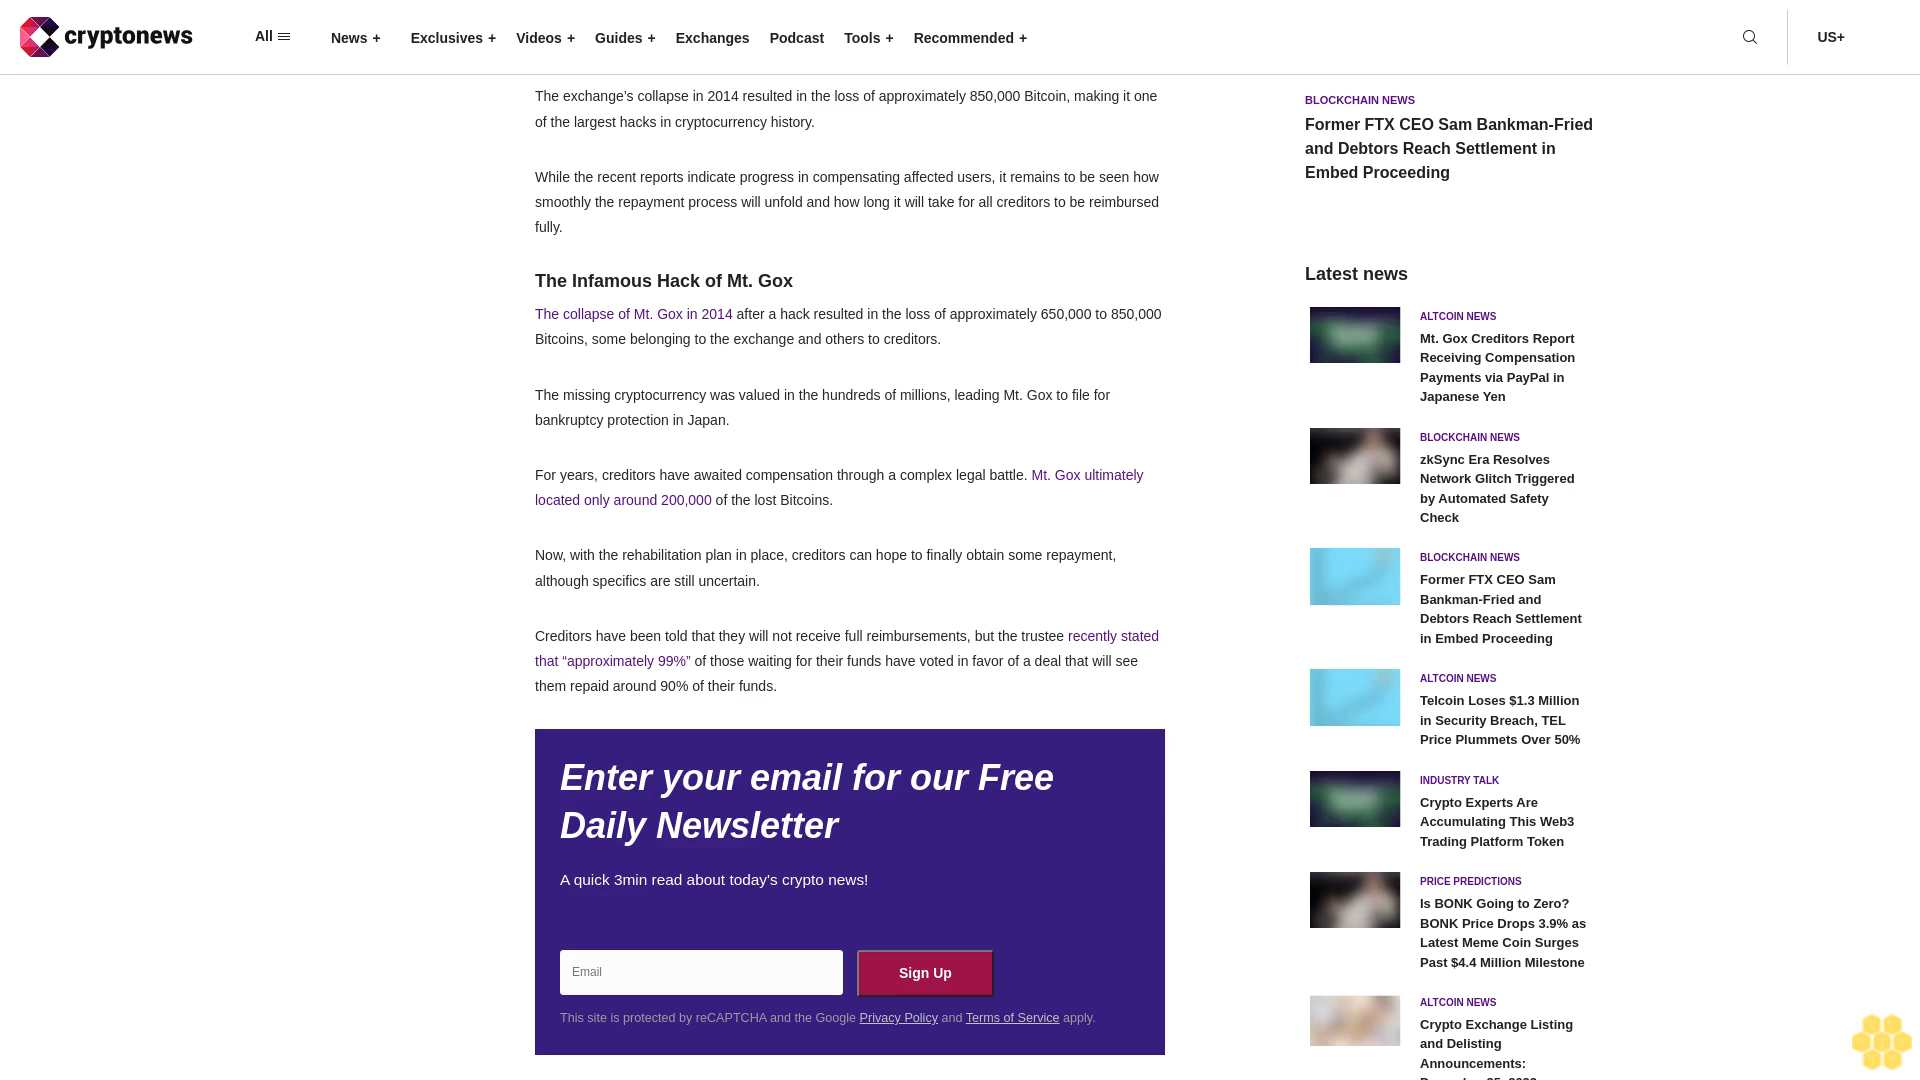 cryptonews
All
News +
Exclusives +
Videos +
Guides +
Exchanges
Podcast
Tools +
Recommended +
US+
The exchange’s collapse in 2014 resulted in the loss of approximately 850,000 Bitcoin, making it one
of the largest hacks in cryptocurrency history.
While the recent reports indicate progress in compensating affected users, it remains to be seen how
smoothly the repayment process will unfold and how long it will take for all creditors to be reimbursed
fully.
The Infamous Hack of Mt. Gox
The collapse of Mt. Gox in 2014 after a hack resulted in the loss of approximately 650,000 to 850,000
Bitcoins, some belonging to the exchange and others to creditors.
The missing cryptocurrency was valued in the hundreds of millions, leading Mt. Gox to file for
bankruptcy protection in Japan.
For years, creditors have awaited compensation through a complex legal battle. Mt. Gox ultimately
located only around 200,000 of the lost Bitcoins.
Now, with the rehabilitation plan in place, creditors can hope to finally obtain some repayment,
although specifics are still uncertain.
Creditors have been told that they will not receive full reimbursements, but the trustee recently stated
that “approximately 99%” of those waiting for their funds have voted in favor of a deal that will see
them repaid around 90% of their funds.
Enter your email for our Free
Daily Newsletter
A quick 3min read about today's crypto news!
Email
Sign Up
This site is protected by reCAPTCHA and the Google Privacy Policy and Terms of Service apply.
BLOCKCHAIN NEWS
Former FTX CEO Sam Bankman-Fried
and Debtors Reach Settlement in
Embed Proceeding
Latest news
ALTCOIN NEWS
Mt. Gox Creditors Report
Receiving Compensation
Payments via PayPal in
Japanese Yen
BLOCKCHAIN NEWS
zkSync Era Resolves
Network Glitch Triggered
by Automated Safety
Check
BLOCKCHAIN NEWS
Former FTX CEO Sam
Bankman-Fried and
Debtors Reach Settlement
in Embed Proceeding
ALTCOIN NEWS
Telcoin Loses $1.3 Million
in Security Breach, TEL
Price Plummets Over 50%
INDUSTRY TALK
Crypto Experts Are
Accumulating This Web3
Trading Platform Token
PRICE PREDICTIONS
Is BONK Going to Zero?
BONK Price Drops 3.9% as
Latest Meme Coin Surges
Past $4.4 Million Milestone
ALTCOIN NEWS
Crypto Exchange Listing
and Delisting
Announcements: